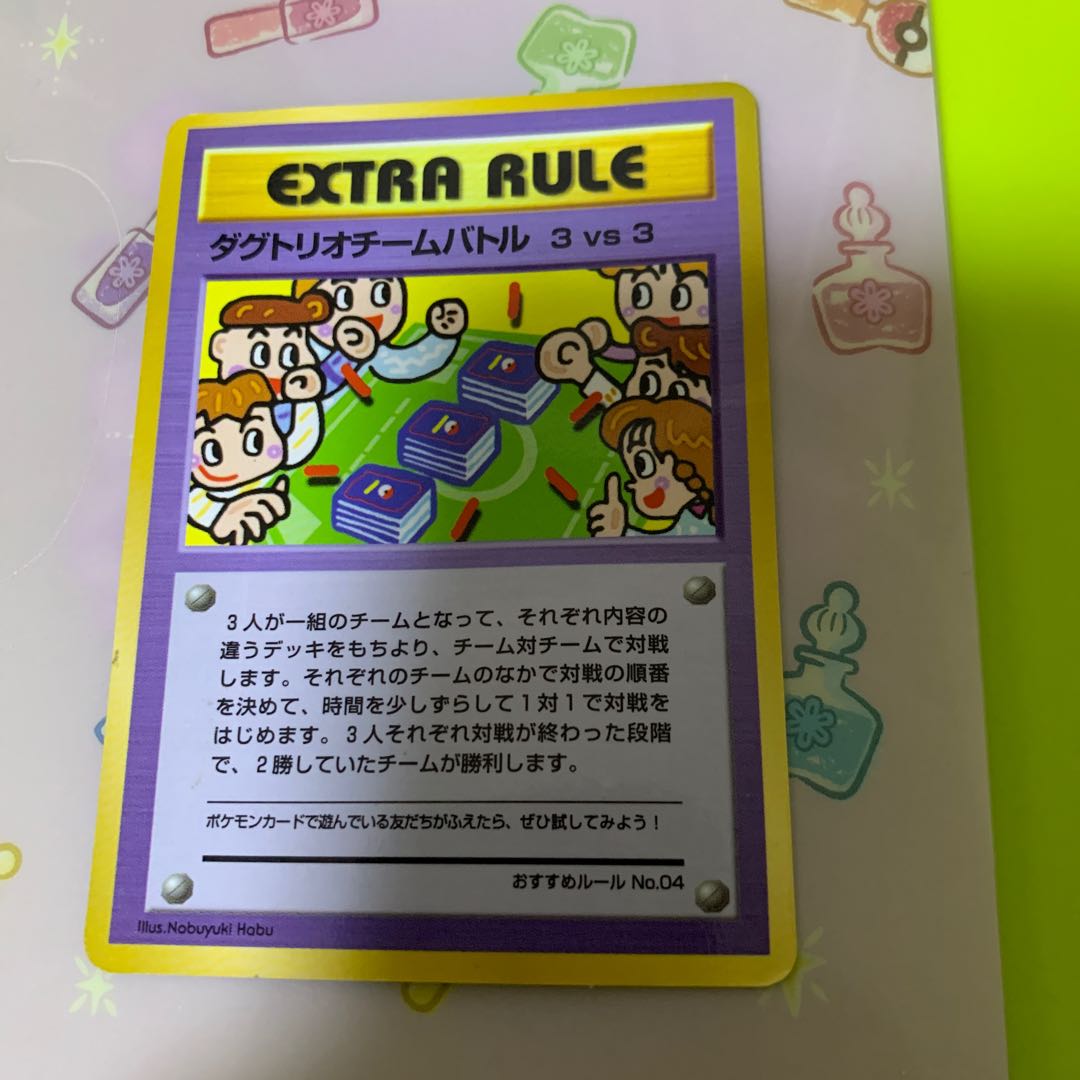 EXTRA RULE
ダグトリオチームバトル 3 vs 3
3人が一組のチームとなって、それぞれ内容の
違うデッキをもちより、チーム対チームで対戦
します。それぞれのチームのなかで対戦の順番
を決めて、時間を少しずらして1対1で対戦を
はじめます。3人それぞれ対戦が終わった段階
で、2勝していたチームが勝利します。
ポケモンカードで遊んでいる友だちがふえたら、ぜひ試してみよう!
おすすめルール No.04
Illus.Nobuyuki Habu